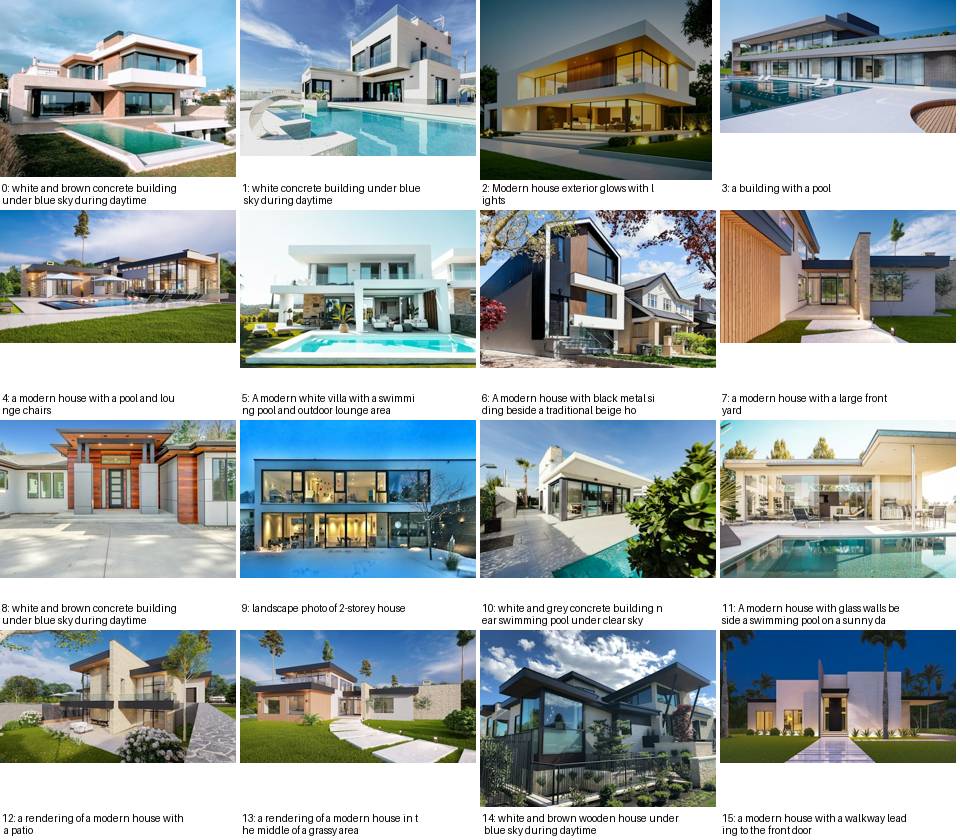 0: white and brown concrete building
under blue sky during daytime
1: white concrete building under blue
sky during daytime
2: Modern house exterior glows with l
ights
3: a building with a pool
4: a modern house with a pool and lou
nge chairs
5: A modern white villa with a swimmi
ng pool and outdoor lounge area
6: A modern house with black metal si
ding beside a traditional beige ho
7: a modern house with a large front
yard
8: white and brown concrete building
under blue sky during daytime
9: landscape photo of 2-storey house
10: white and grey concrete building n
ear swimming pool under clear sky
11: A modern house with glass walls be
side a swimming pool on a sunny da
12: a rendering of a modern house with
a patio
13: a rendering of a modern house in t
he middle of a grassy area
14: white and brown wooden house under
blue sky during daytime
15: a modern house with a walkway lead
ing to the front door